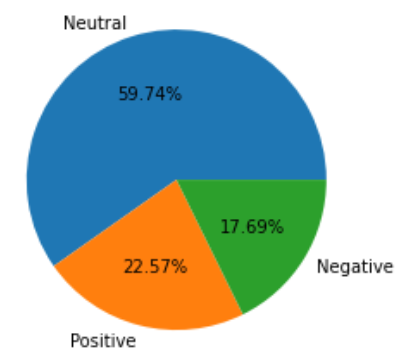 Neutral
59.74%
17.69%
22.57%
Negative
Positive